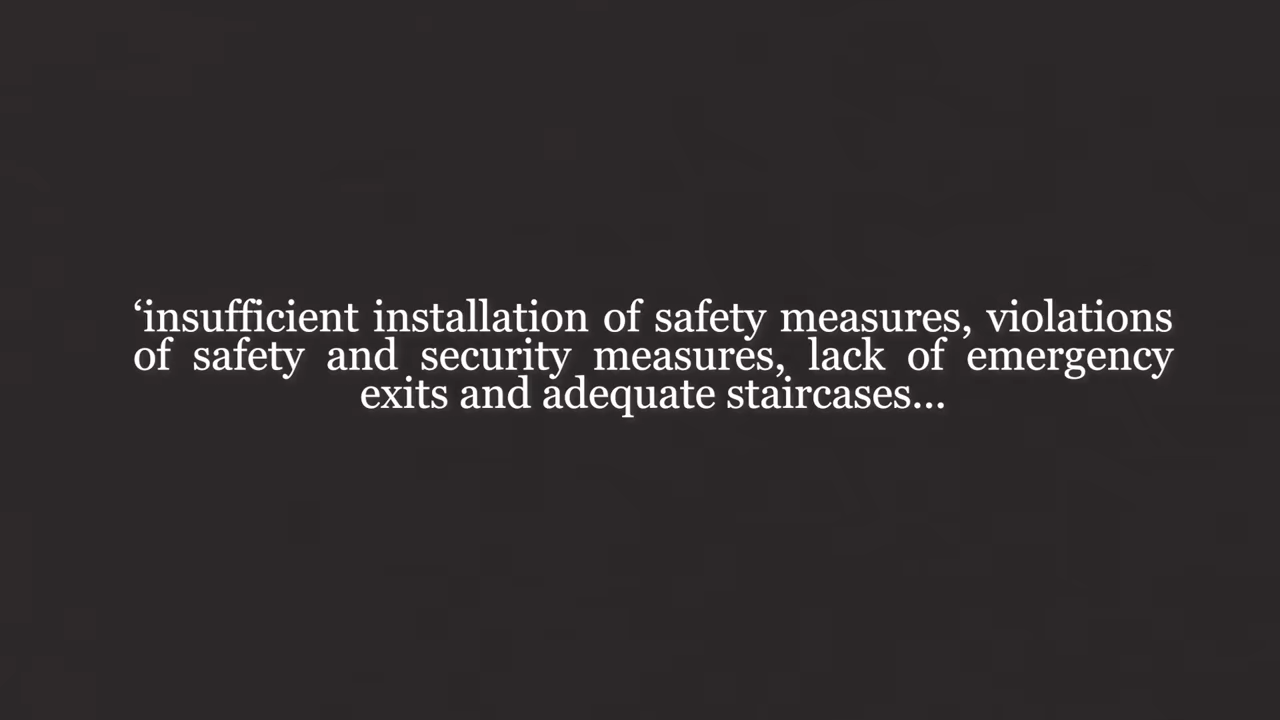 ‘insufficient installation of safety measures, violations
of safety and security measures, lack of emergency
exits and adequate staircases...